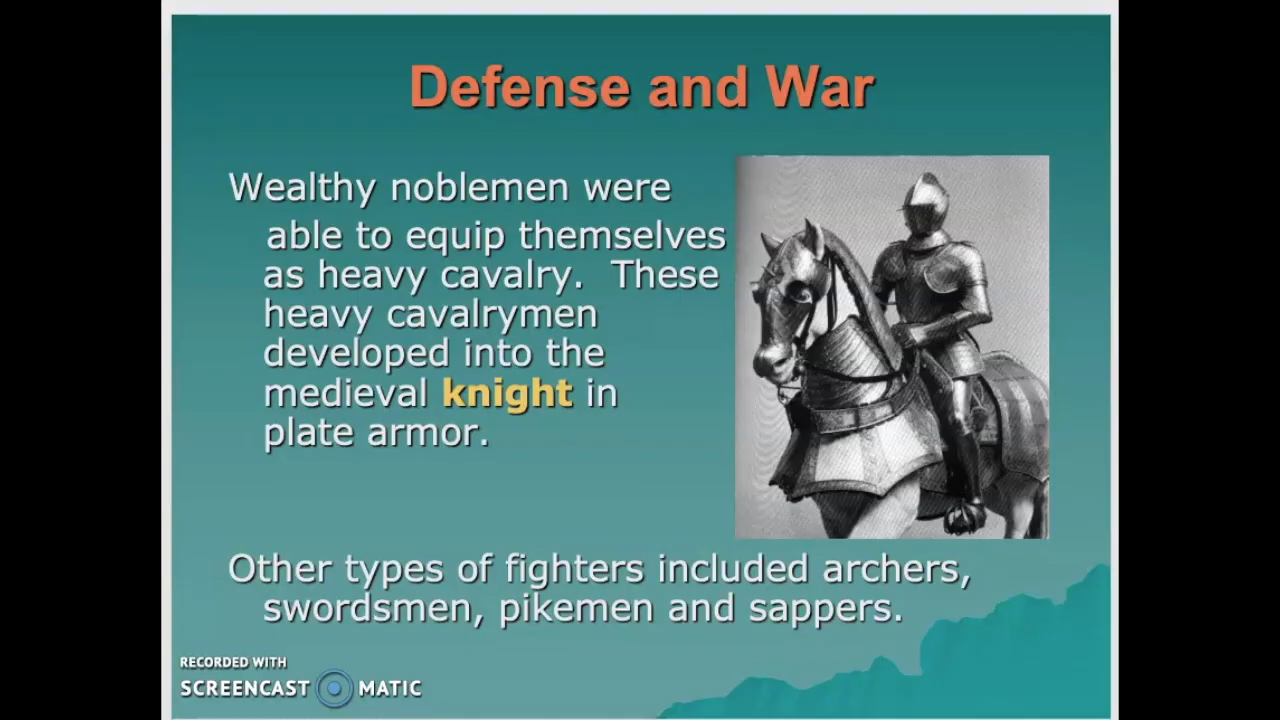 Defense and War
Wealthy noblemen were
able to equip themselves
as heavy cavalry.  These
heavy cavalrymen
developed into the
medieval knight in
plate armor.
Other types of fighters included archers,
swordsmen, pikemen and sappers.
RECORDED WITH
SCREENCAST MATIC